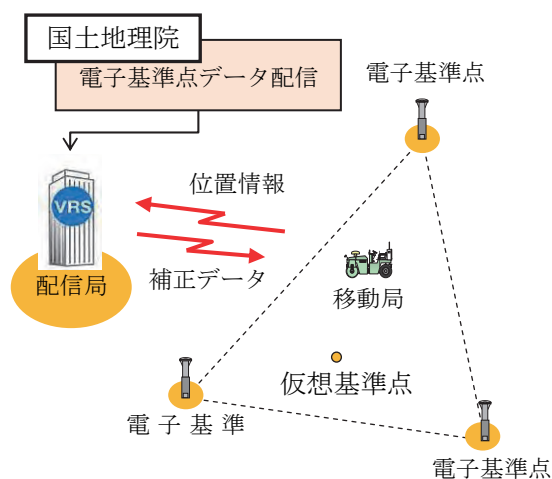 国土地理院
電子基準点データ配信
電子基準点
VRS
位置情報
補正データ
配信局
移動局
仮想基準点
電子基準
電子基準点